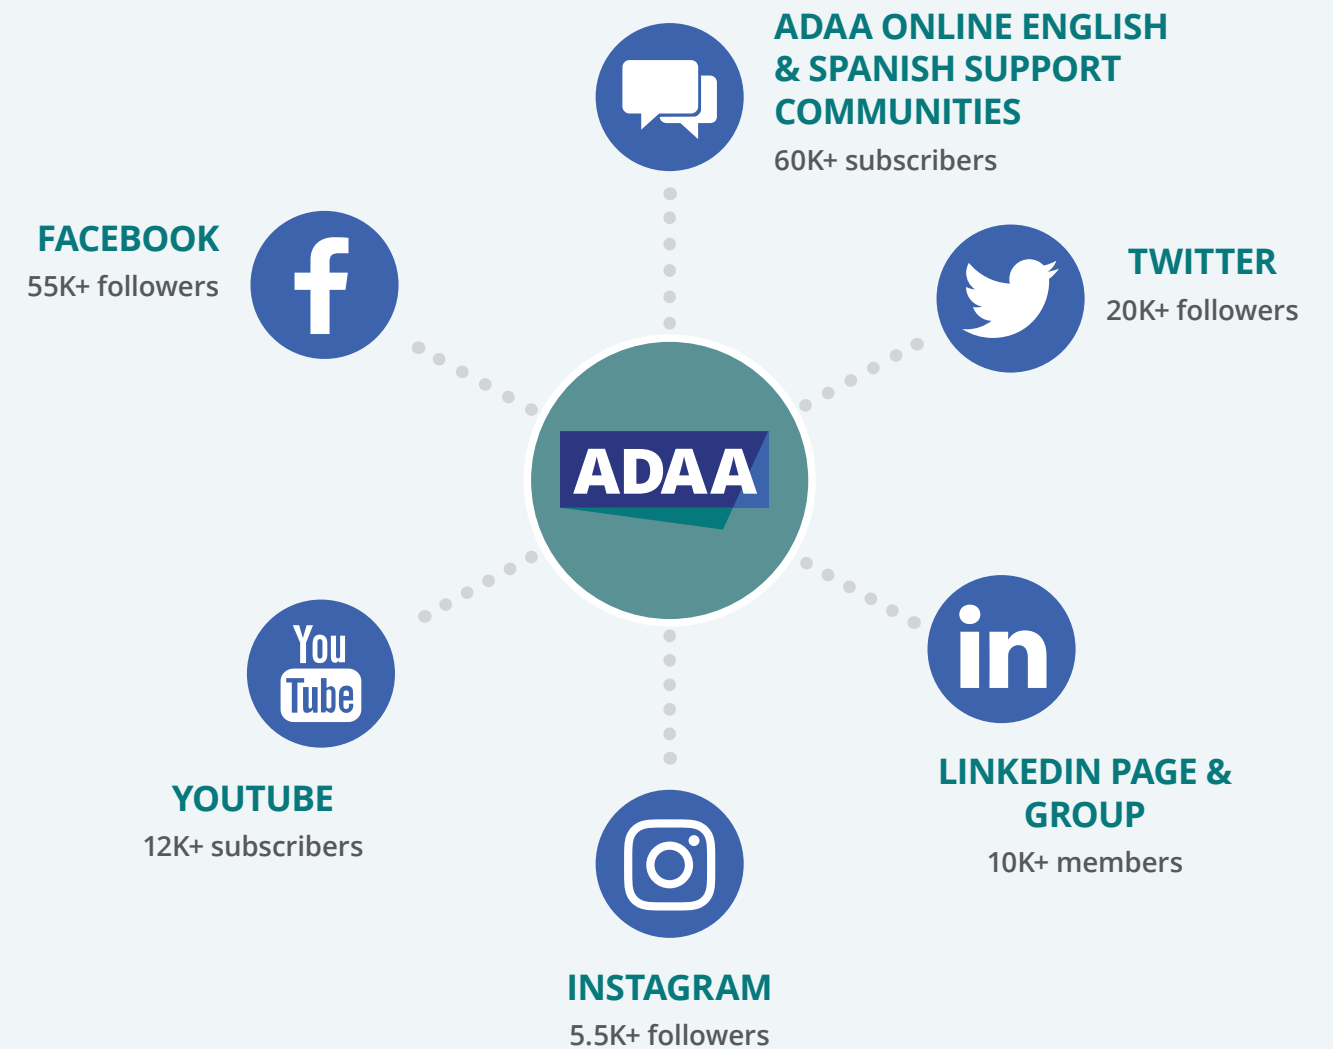 ADAA ONLINE ENGLISH
& SPANISH SUPPORT
COMMUNITIES
60K+ subscribers
FACEBOOK
55K+ followers
TWITTER
20K+ followers
ADAA
You
Tube
YOUTUBE
12K+ subscribers
in
LINKEDIN PAGE &
GROUP
10K+ members
INSTAGRAM
5.5K+ followers